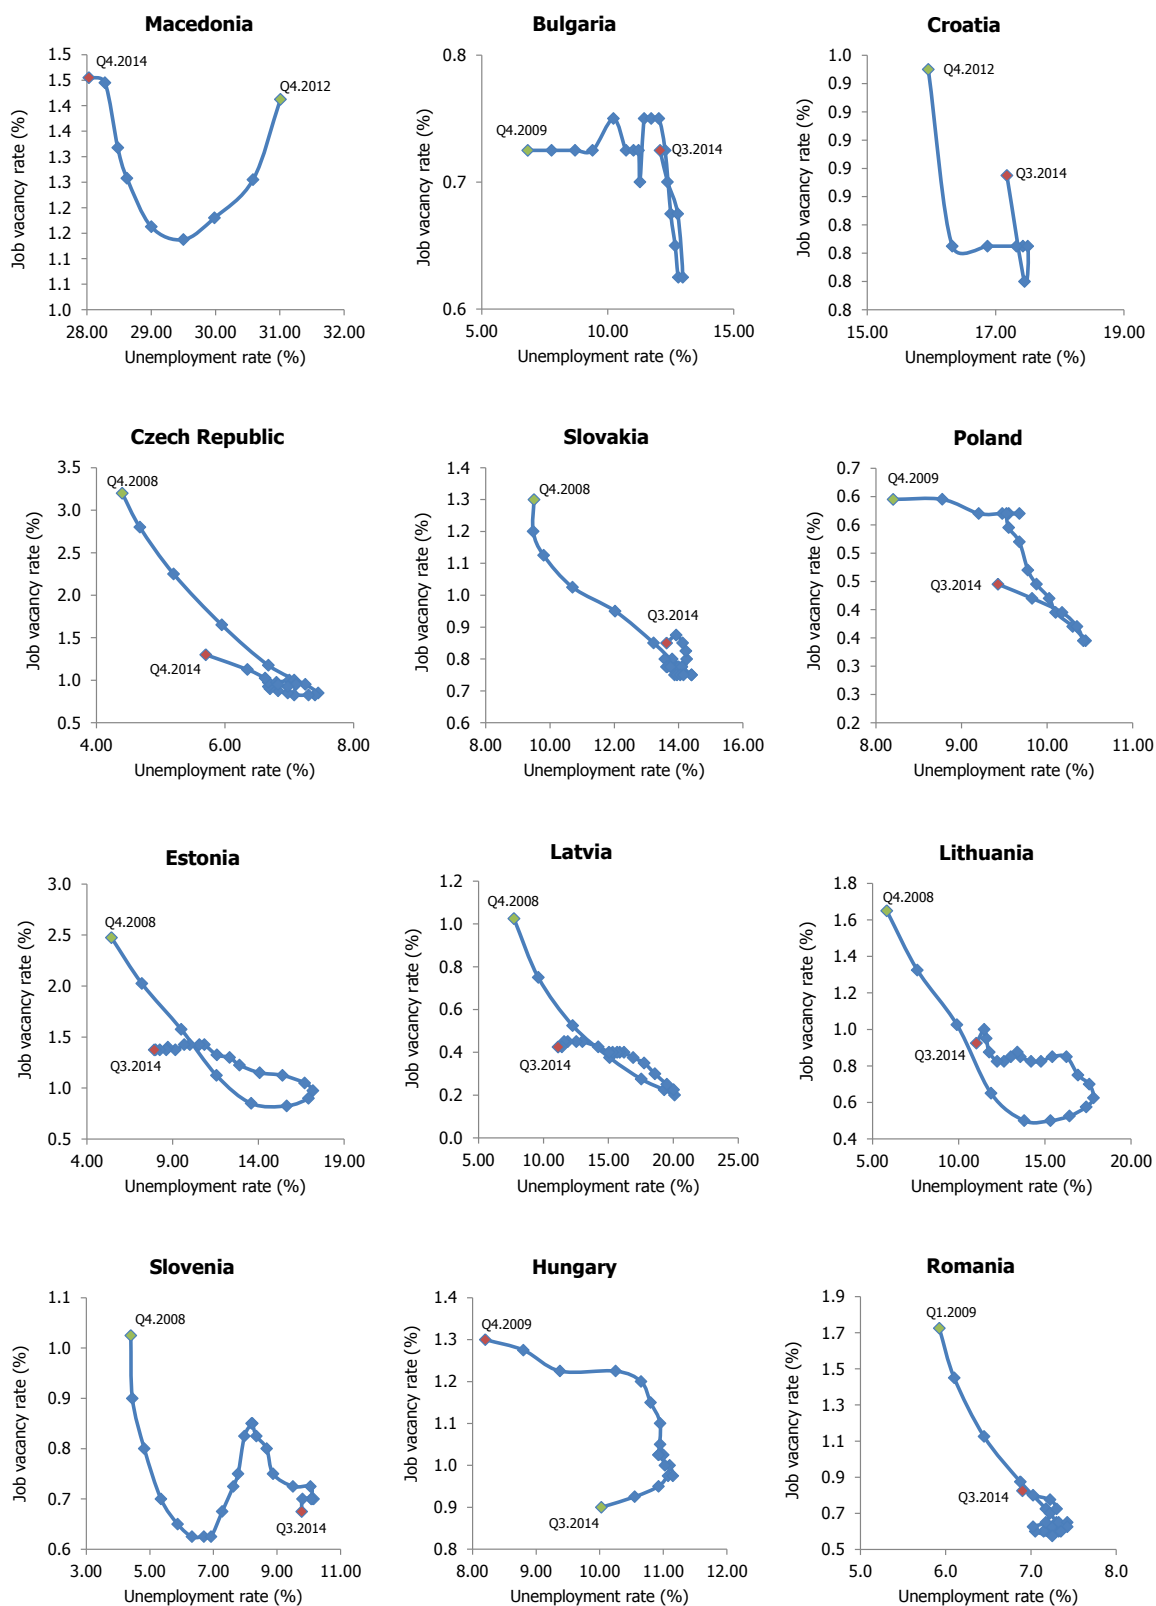 Macedonia
Job vacancy rate (%)
1.5
1.5
1.4
1.4
1.3
1.3
1.2
1.2
1.1
1.1
1.0
Q4.2014
Q4.2012
28.00 29.00 30.00 31.00 32.00
Unemployment rate (%)
Bulgaria
Job vacancy rate (%)
0.8
0.7
0.6
Q4.2009
Q3.2014
5.00 10.00 15.00
Unemployment rate (%)
Croatia
Job vacancy rate (%)
1.0
0.9
0.9
0.9
0.9
0.9
0.8
0.8
0.8
0.8
Q4.2012
Q3.2014
15.00 17.00 19.00
Unemployment rate (%)
Czech Republic
Job vacancy rate (%)
3.5
3.0
2.5
2.0
1.5
1.0
0.5
Q4.2008
Q4.2014
4.00 6.00 8.00
Unemployment rate (%)
Slovakia
Job vacancy rate (%)
1.4
1.3
1.2
1.1
1.0
0.9
0.8
0.7
0.6
Q4.2008
Q3.2014
8.00 10.00 12.00 14.00 16.00
Unemployment rate (%)
Poland
Job vacancy rate (%)
0.7
0.6
0.6
0.5
0.5
0.4
0.4
0.3
0.3
0.2
Q4.2009
Q3.2014
8.00 9.00 10.00 11.00
Unemployment rate (%)
Estonia
Job vacancy rate (%)
3.0
2.5
2.0
1.5
1.0
0.5
Q4.2008
Q3.2014
4.00 9.00 14.00 19.00
Unemployment rate (%)
Latvia
Job vacancy rate (%)
1.2
1.0
0.8
0.6
0.4
0.2
0.0
Q4.2008
Q3.2014
5.00 10.00 15.00 20.00 25.00
Unemployment rate (%)
Lithuania
Job vacancy rate (%)
1.8
1.6
1.4
1.2
1.0
0.8
0.6
0.4
Q4.2008
Q3.2014
5.00 10.00 15.00 20.00
Unemployment rate (%)
Slovenia
Job vacancy rate (%)
1.1
1.0
0.9
0.8
0.7
0.6
Q4.2008
Q3.2014
3.00 5.00 7.00 9.00 11.00
Unemployment rate (%)
Hungary
Job vacancy rate (%)
1.4
1.3
1.2
1.1
1.0
0.9
0.8
Q4.2009
Q3.2014
8.00 9.00 10.00 11.00 12.00
Unemployment rate (%)
Romania
Job vacancy rate (%)
1.9
1.7
1.5
1.3
1.1
0.9
0.7
0.5
Q1.2009
Q3.2014
5.0 6.0 7.0 8.0
Unemployment rate (%)